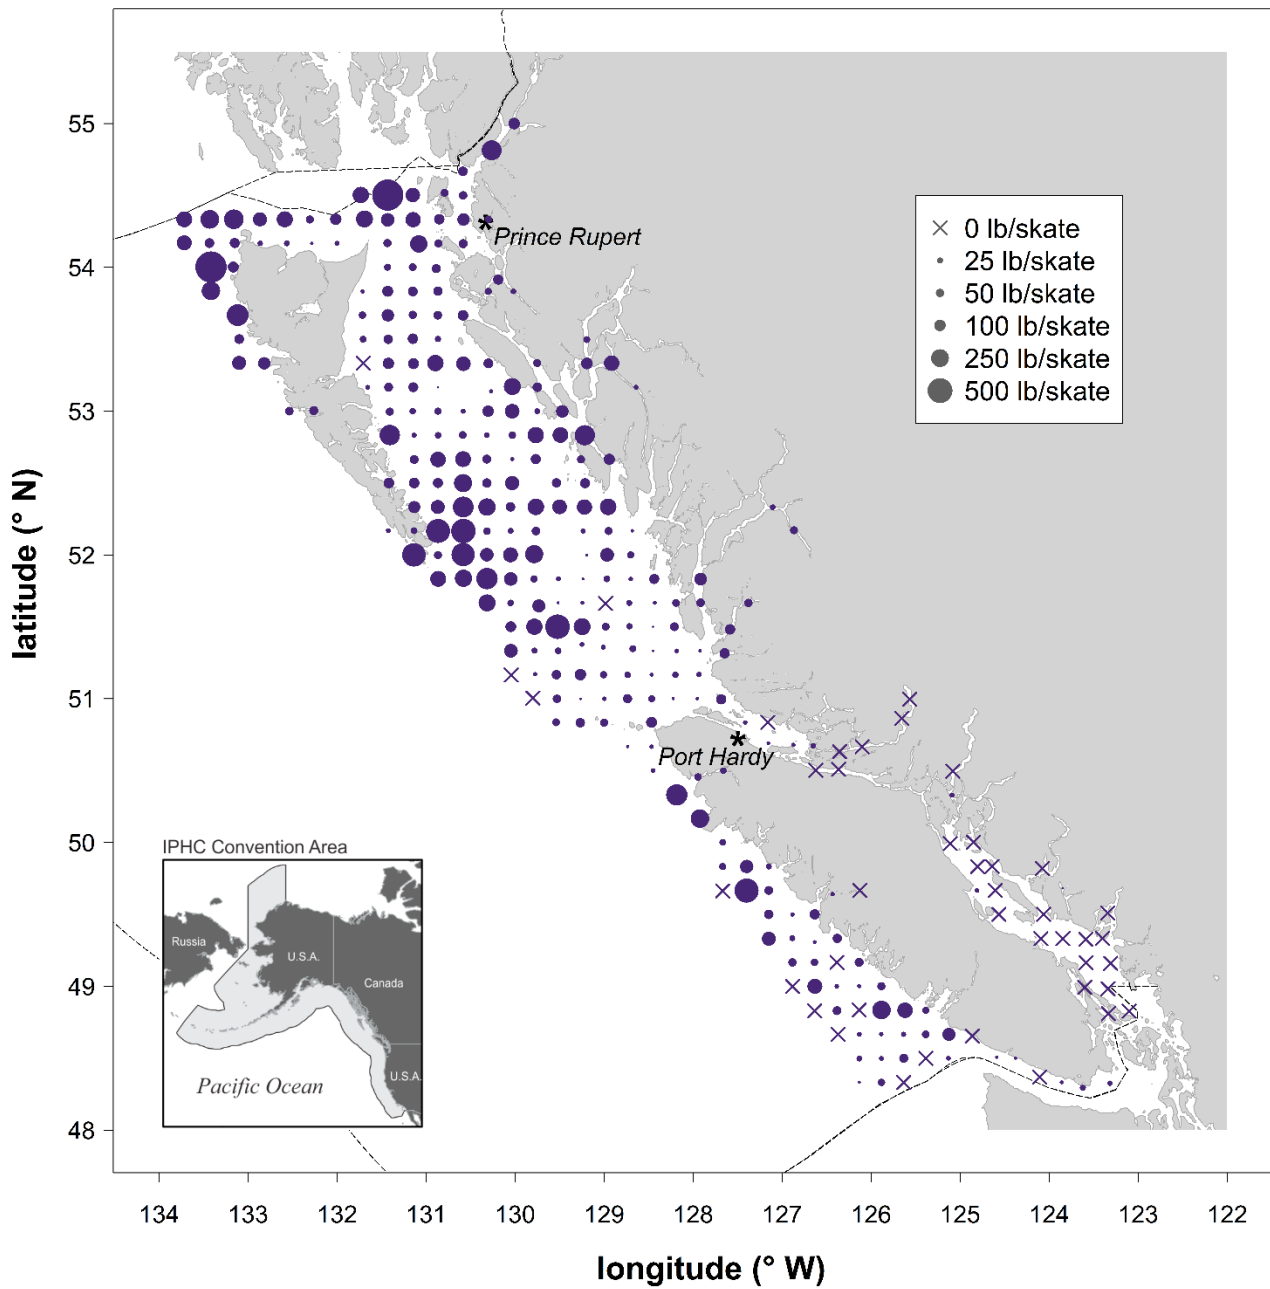 55
54
53
52
51
50
49
48
latitude (° N)
134
133
132
131
130
129
128
127
126
125
124
123
122
longitude (° W)
0 lb/skate
25 lb/skate
50 lb/skate
100 lb/skate
250 lb/skate
500 lb/skate
* Prince Rupert
* Port Hardy
IPHC Convention Area
Russia
U.S.A.
Canada
U.S.A.
Pacific Ocean